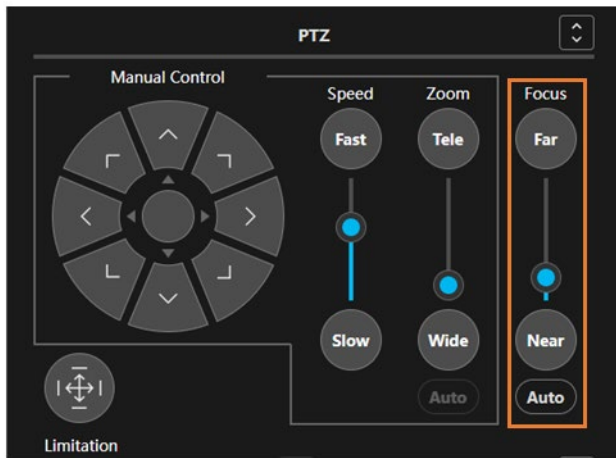 PTZ
Manual Control
Speed Zoom Focus
Fast Tele Far
Slow Wide Near
Auto Auto
Limitation